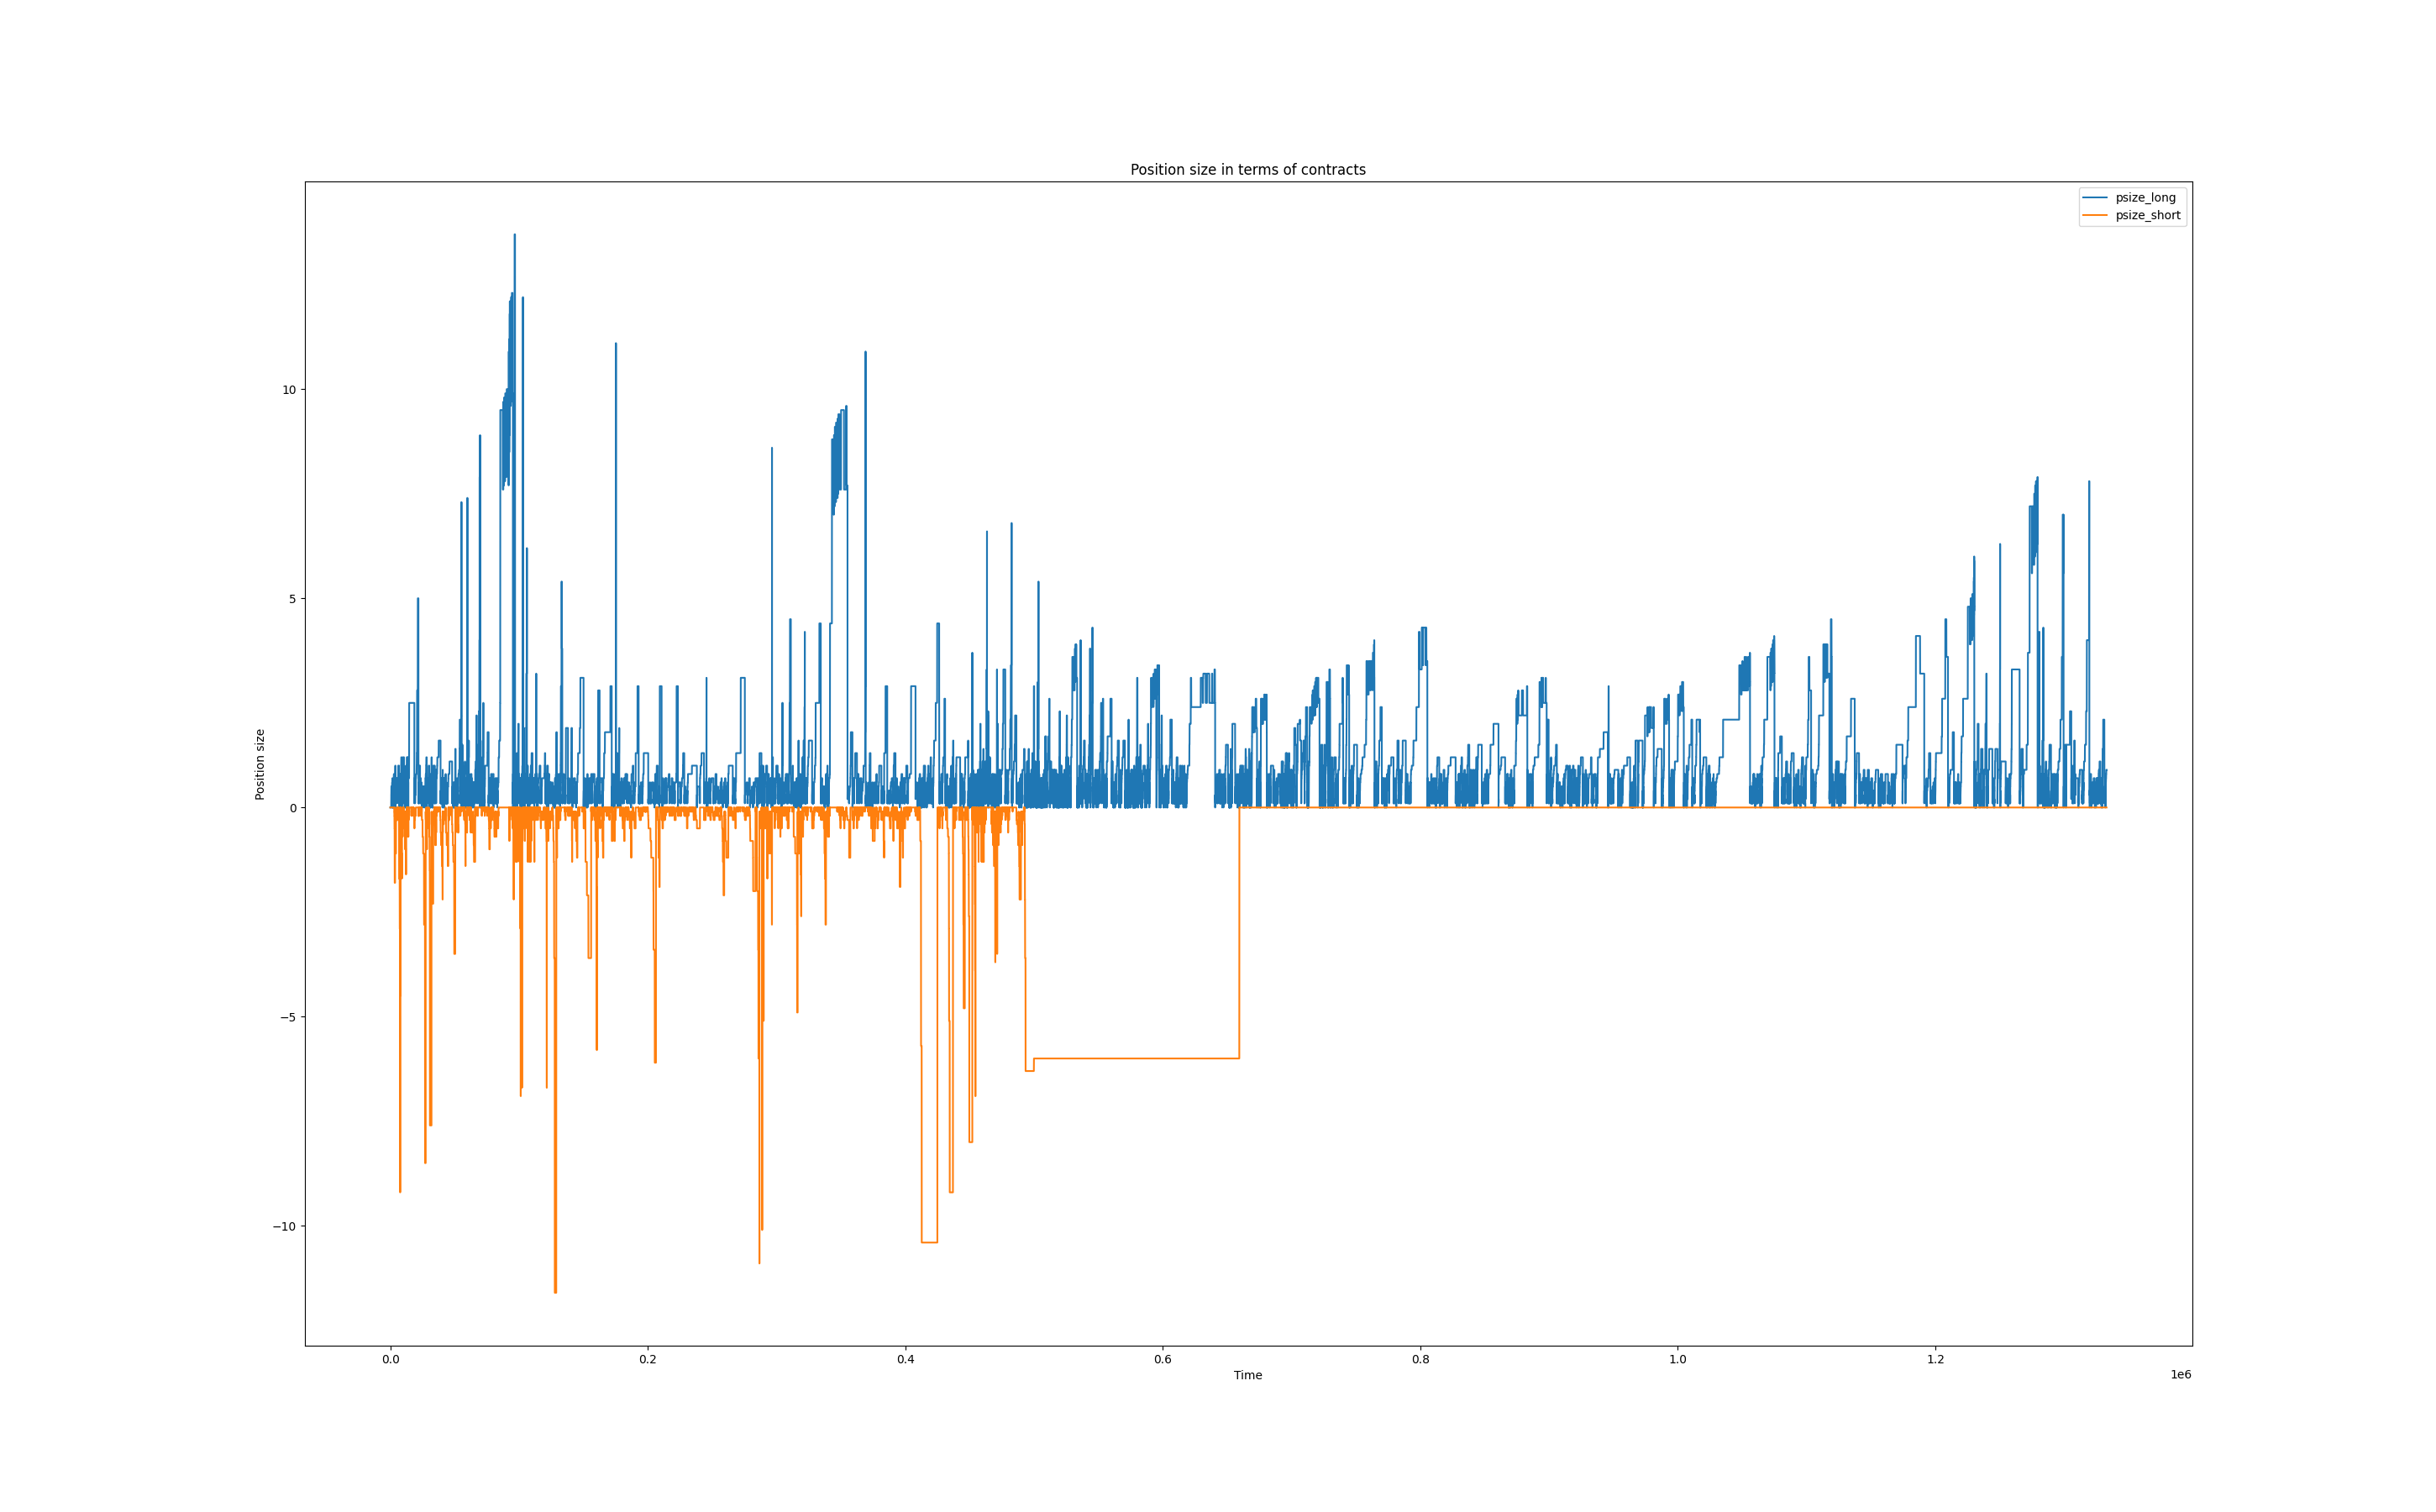 Position size in terms of contracts
psize_long
psize_short
Position size
10
5
0
−5
−10
0.0
0.2
0.4
0.6
0.8
1.0
1.2
1e6
Time